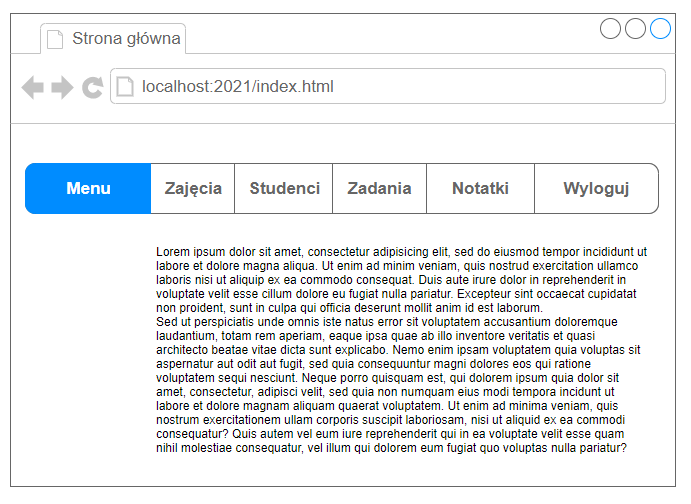 Strona główna
localhost:2021/index.html
Menu Zajęcia Studenci Zadania Notatki Wyloguj
Lorem ipsum dolor sit amet, consectetur adipisicing elit, sed do eiusmod tempor incididunt ut
labore et dolore magna aliqua. Ut enim ad minim veniam, quis nostrud exercitation ullamco
laboris nisi ut aliquip ex ea commodo consequat. Duis aute irure dolor in reprehenderit in
voluptate velit esse cillum dolore eu fugiat nulla pariatur. Excepteur sint occaecat cupidatat
non proident, sunt in culpa qui officia deserunt mollit anim id est laborum.
Sed ut perspiciatis unde omnis iste natus error sit voluptatem accusantium doloremque
laudantium, totam rem aperiam, eaque ipsa quae ab illo inventore veritatis et quasi
architecto beatae vitae dicta sunt explicabo. Nemo enim ipsam voluptatem quia voluptas sit
aspernatur aut odit aut fugit, sed quia consequuntur magni dolores eos qui ratione
voluptatem sequi nesciunt. Neque porro quisquam est, qui dolorem ipsum quia dolor sit
amet, consectetur, adipisci velit, sed quia non numquam eius modi tempora incidunt ut
labore et dolore magnam aliquam quaerat voluptatem. Ut enim ad minima veniam, quis
nostrum exercitationem ullam corporis suscipit laboriosam, nisi ut aliquid ex ea commodi
consequatur? Quis autem vel eum iure reprehenderit qui in ea voluptate velit esse quam
nihil molestiae consequatur, vel illum qui dolorem eum fugiat quo voluptas nulla pariatur?